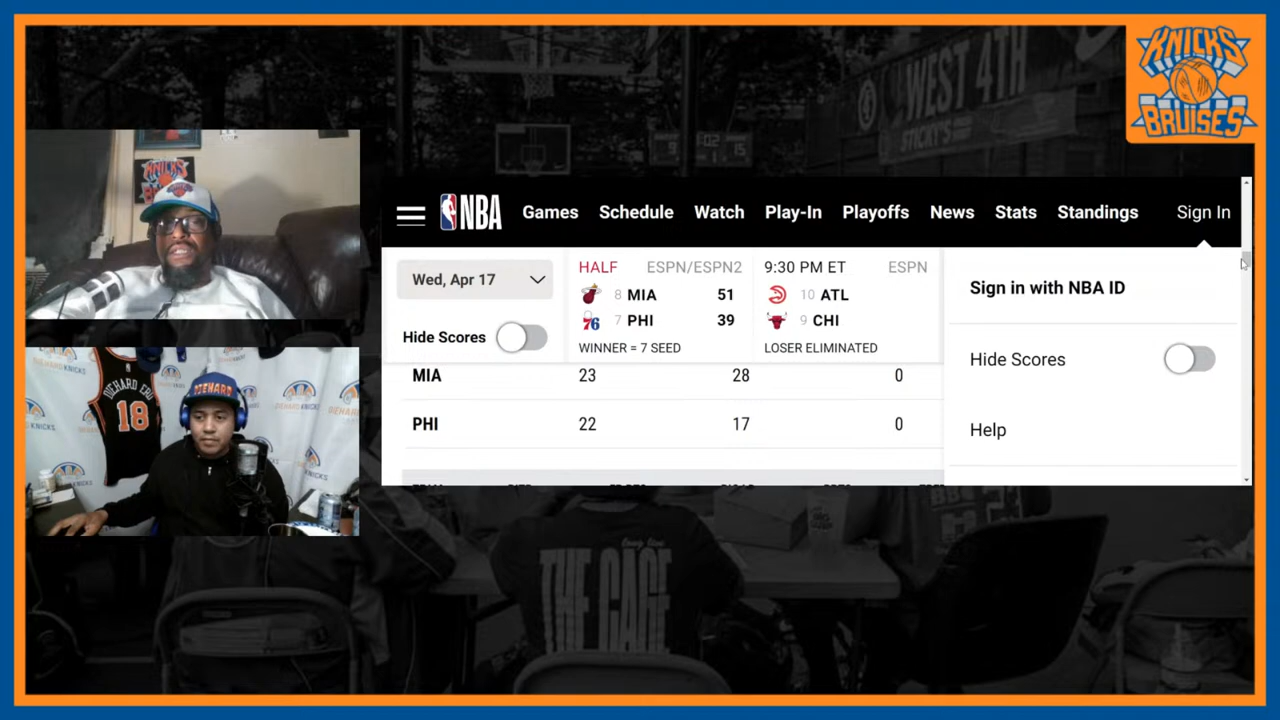 KNICKS
BRUISES
WEST 4TH
KNICKS
NBA
Games
Schedule
Watch
Play-In
Playoffs
News
Stats
Standings
Sign In
Wed, Apr 17
Hide Scores
HALF ESPN/ESPN2
8 MIA 51
7 PHI 39
WINNER = 7 SEED
9:30 PM ET ESPN
10 ATL
9 CHI
LOSER ELIMINATED
Sign in with NBA ID
Hide Scores
Help
MIA 23 28 0
PHI 22 17 0
DIEHARD
18
DIEHARD
KNICKS
THE CAGE